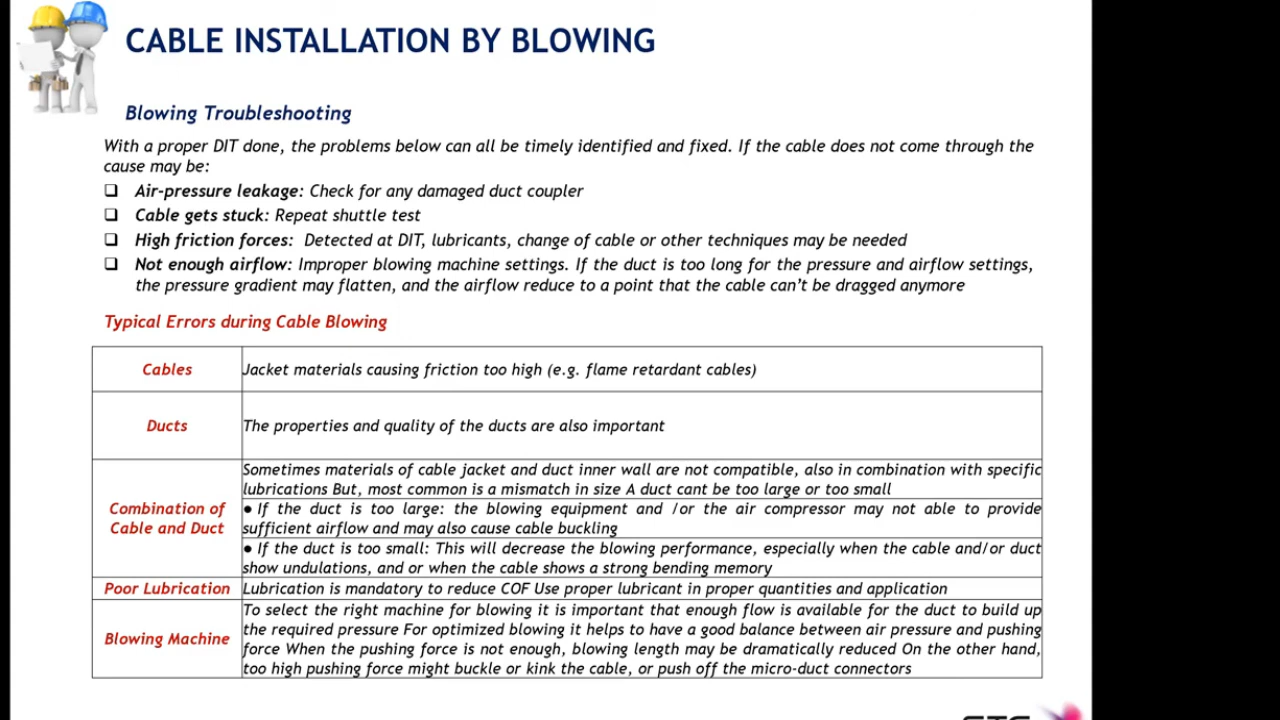 CABLE INSTALLATION BY BLOWING
Blowing Troubleshooting
With a proper DIT done, the problems below can all be timely identified and fixed. If the cable does not come through the
cause may be:
❑ Air-pressure leakage: Check for any damaged duct coupler
❑ Cable gets stuck: Repeat shuttle test
❑ High friction forces: Detected at DIT, lubricants, change of cable or other techniques may be needed
❑ Not enough airflow: Improper blowing machine settings. If the duct is too long for the pressure and airflow settings,
the pressure gradient may flatten, and the airflow reduce to a point that the cable can’t be dragged anymore
Typical Errors during Cable Blowing
Cables
Jacket materials causing friction too high (e.g. flame retardant cables)
Ducts
The properties and quality of the ducts are also important
Combination of
Cable and Duct
Sometimes materials of cable jacket and duct inner wall are not compatible, also in combination with specific
lubrications But, most common is a mismatch in size A duct cant be too large or too small
● If the duct is too large: the blowing equipment and /or the air compressor may not able to provide
sufficient airflow and may also cause cable buckling
● If the duct is too small: This will decrease the blowing performance, especially when the cable and/or duct
show undulations, and or when the cable shows a strong bending memory
Poor Lubrication
Lubrication is mandatory to reduce COF Use proper lubricant in proper quantities and application
Blowing Machine
To select the right machine for blowing it is important that enough flow is available for the duct to build up
the required pressure For optimized blowing it helps to have a good balance between air pressure and pushing
force When the pushing force is not enough, blowing length may be dramatically reduced On the other hand,
too high pushing force might buckle or kink the cable, or push off the micro-duct connectors